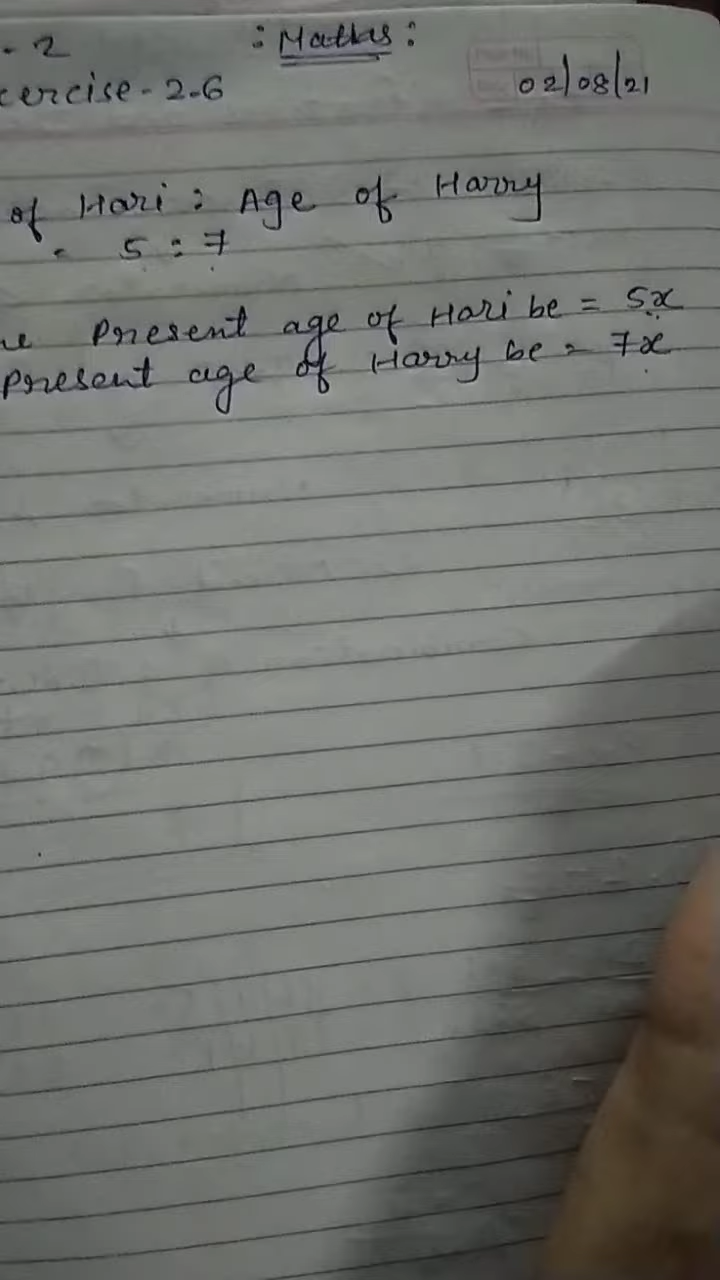 . 2 : Maths :
ercise - 2.6 02/08/21
of Hari : Age of Harry
= 5 : 7
Present age of Hari be = 5x
Present age of Harry be = 7x